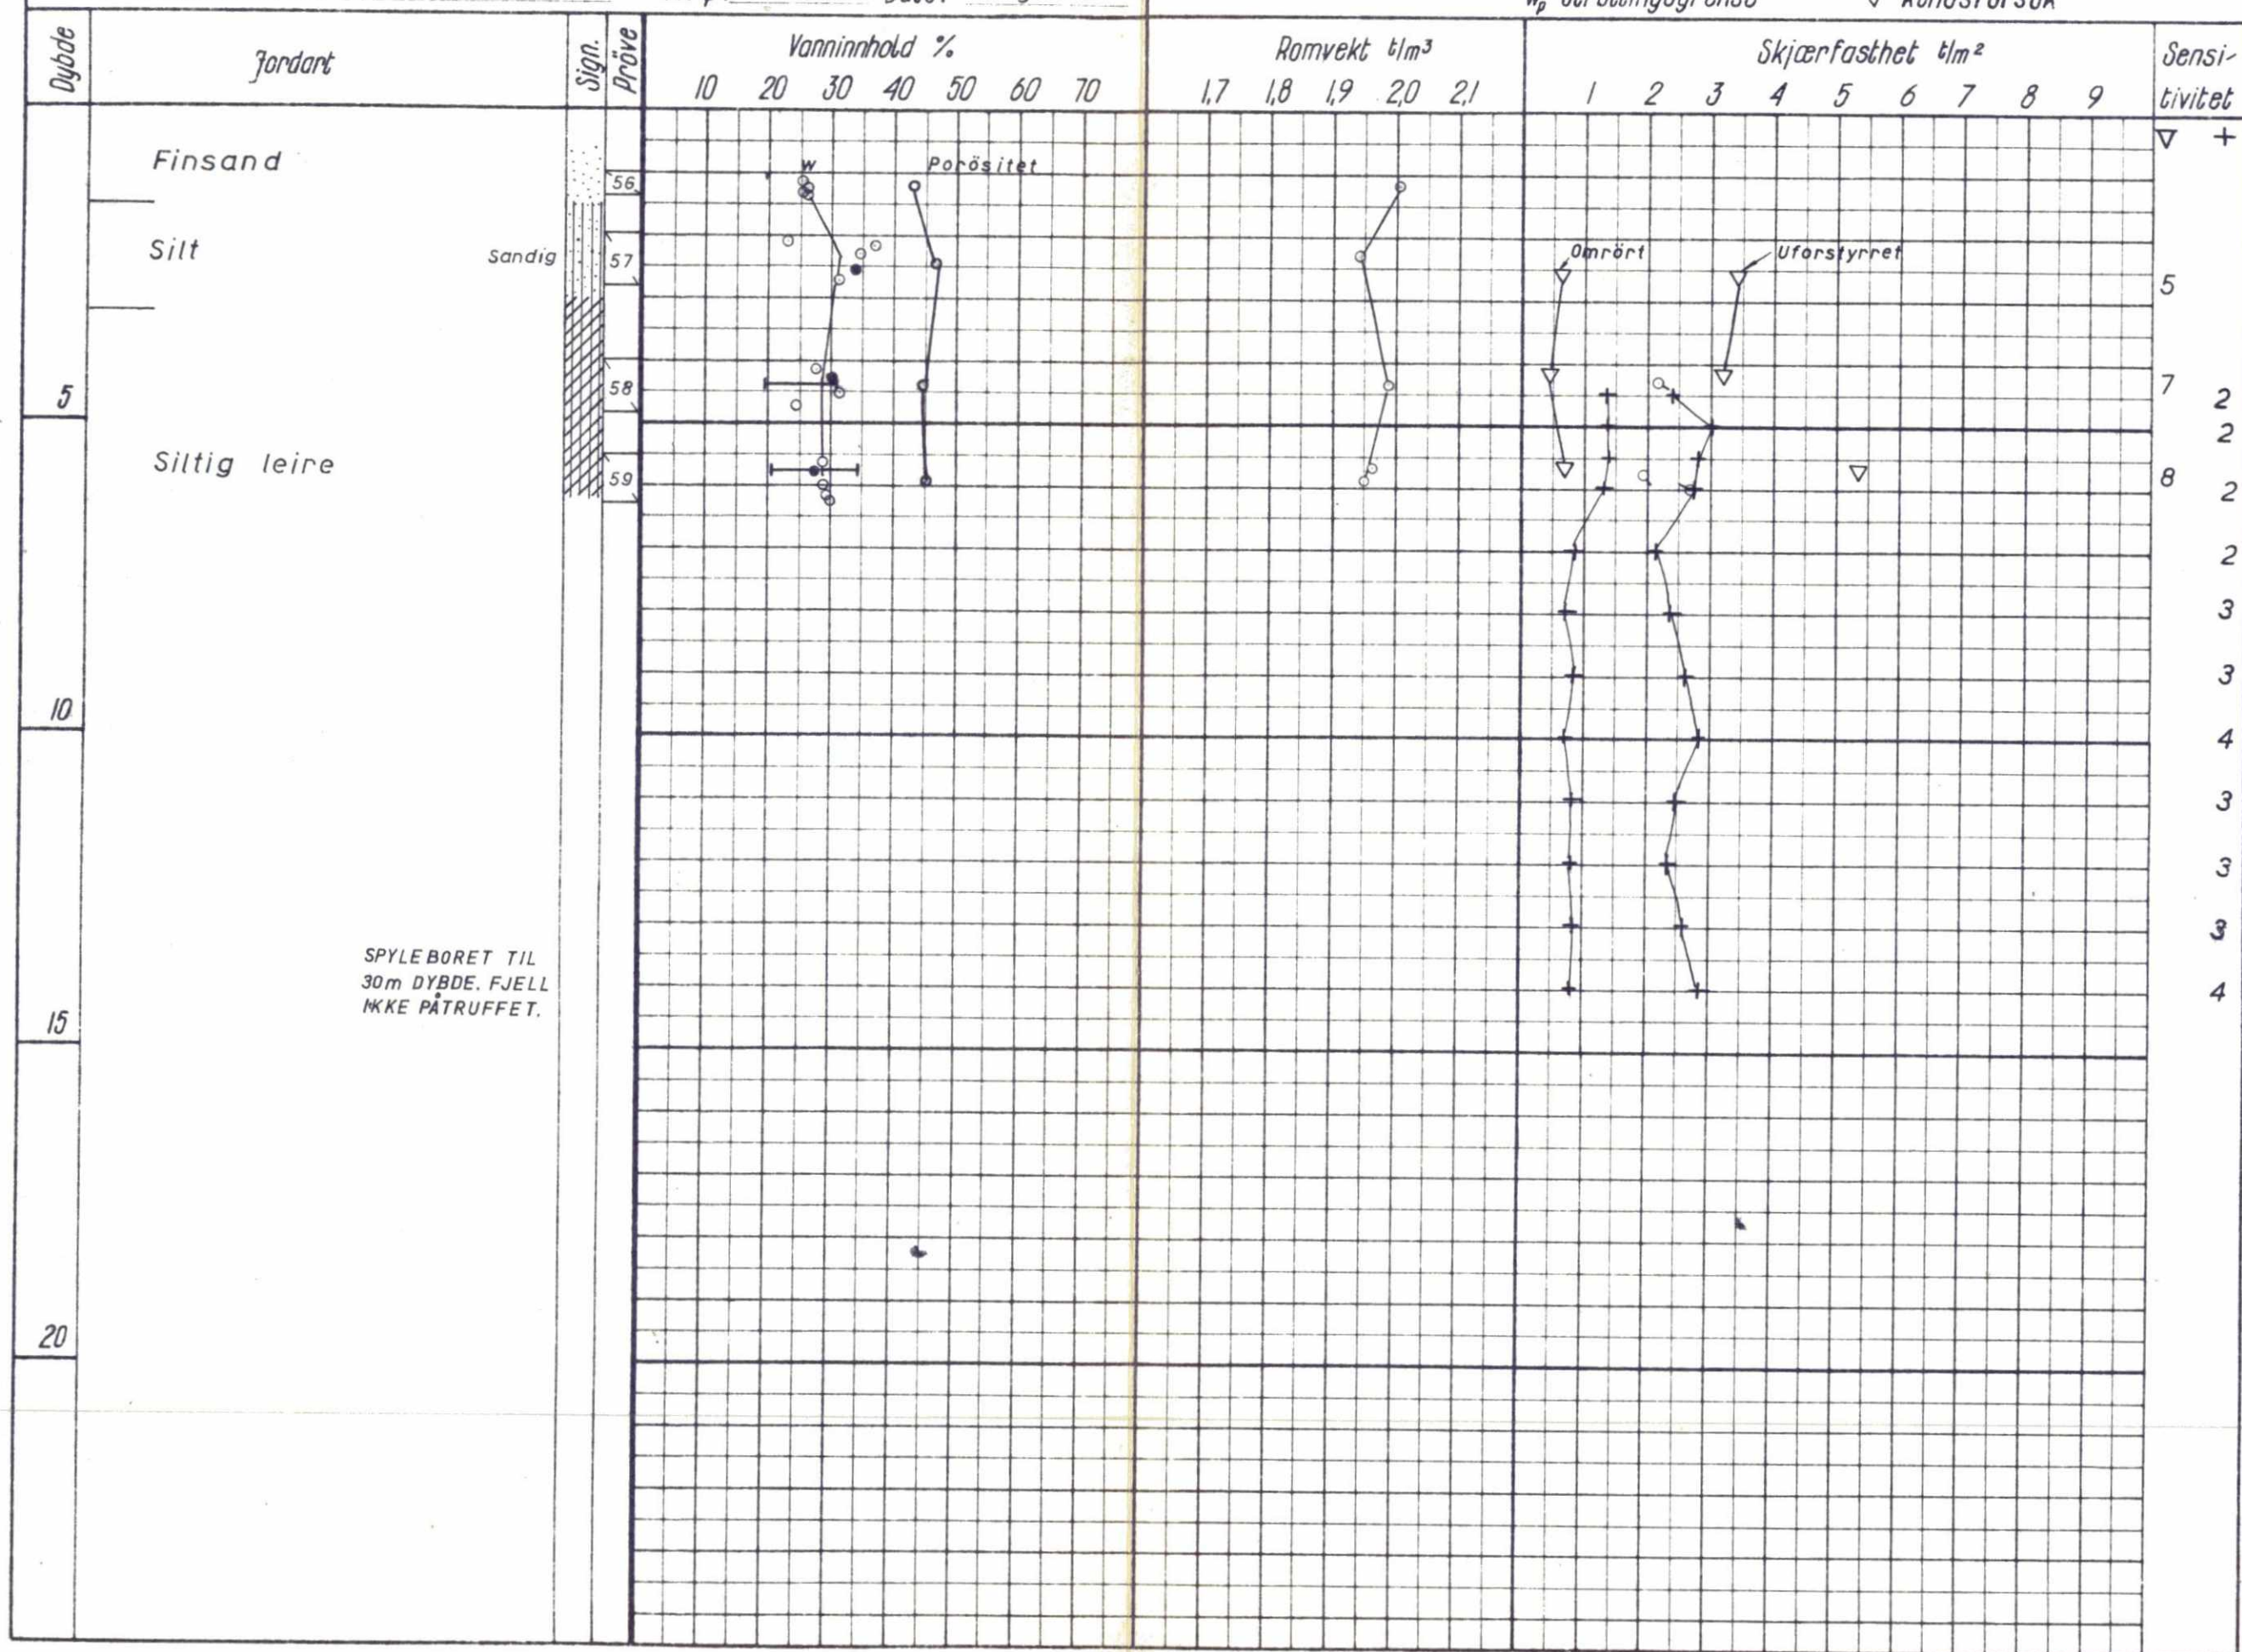 w_p utrullingsgrense ▽ konusforsök
Dybde Jordart Sign. Pröve Vanninnhold % Romvekt t/m³ Skjærfasthet t/m² Sensi-
10 20 30 40 50 60 70 1,7 1,8 1,9 2,0 2,1 1 2 3 4 5 6 7 8 9 tivitet
▽ +
Finsand w Porösitet
56
Silt Sandig 57 Omrört Uforstyrret
5
58 7
5 2
2
Siltig leire 59 8
2
2
3
3
10 4
3
3
3
SPYLEBORET TIL
30m DYBDE. FJELL 4
IKKE PÅTRUFFET.
15
20